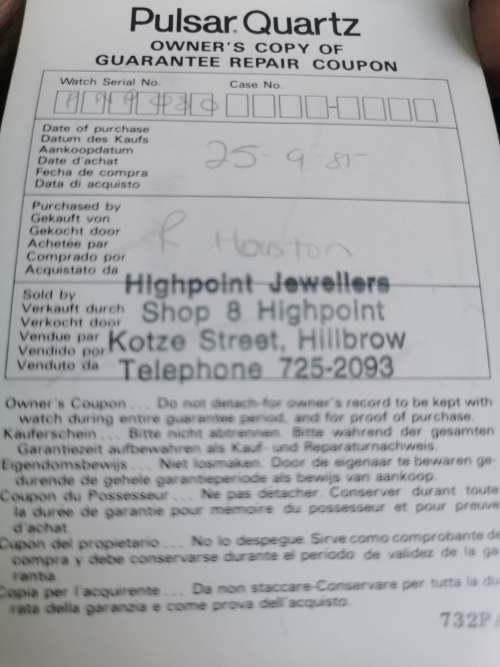 Pulsar Quartz
OWNER'S COPY OF
GUARANTEE REPAIR COUPON
Watch Serial No. Case No.
Date of purchase
Datum des Kaufs
Aankoopdatum
Date d'achat
Fecha de compra
Data di acquisto
25-9-85
Purchased by
Gekauft von
Gekocht door
Achetée par
Comprado por
Acquistato da
R Houston
Sold by
Verkauft durch
Verkocht door
Vendue par
Vendido por
Venduto da
Highpoint Jewellers
Shop 8 Highpoint
Kotze Street, Hillbrow
Telephone 725-2093
Owner's Coupon ... Do not detach-for owner's record to be kept with
watch during entire guarantee period, and for proof of purchase.
Käuferschein ... Bitte nicht abtrennen. Bitte während der gesamten
Garantiezeit aufbewahren als Kauf- und Reparaturnachweis.
Eigendomsbewijs ... Niet losmaken. Door de eigenaar te bewaren ge-
durende de gehele garantieperiode als bewijs van aankoop.
Coupon du Possesseur ... Ne pas détacher. Conserver durant toute
la durée de garantie pour mémoire du possesseur et pour preuve
d'achat.
Cupon del propietario ... No lo despegue. Sirve como comprobante de
compra y debe conservarse durante el período de validez de la ga
rantía.
Copia per l'acquirente ... Da non staccare-Conservare per tutta la du
rata della garanzia e come prova dell'acquisto.